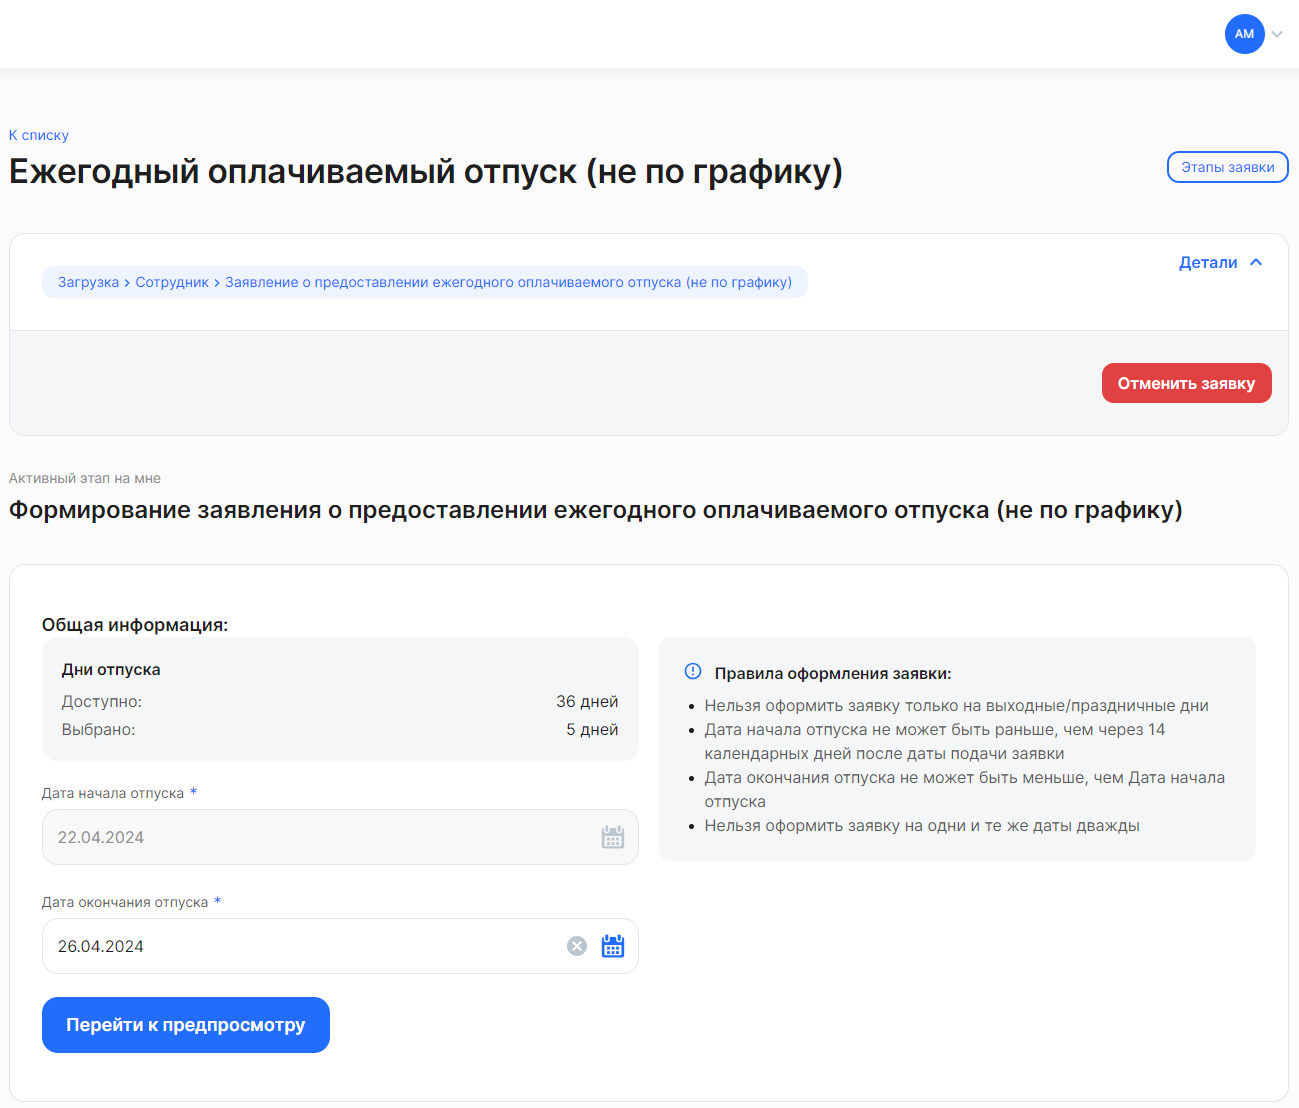 АМ
К списку
Ежегодный оплачиваемый отпуск (не по графику)
Этапы заявки
Детали
Загрузка › Сотрудник › Заявление о предоставлении ежегодного оплачиваемого отпуска (не по графику)
Отменить заявку
Активный этап на мне
Формирование заявления о предоставлении ежегодного оплачиваемого отпуска (не по графику)
Общая информация:
Дни отпуска
Доступно: 36 дней
Выбрано: 5 дней
Дата начала отпуска *
22.04.2024
Дата окончания отпуска *
26.04.2024
Перейти к предпросмотру
Правила оформления заявки:
• Нельзя оформить заявку только на выходные/праздничные дни
• Дата начала отпуска не может быть раньше, чем через 14
календарных дней после даты подачи заявки
• Дата окончания отпуска не может быть меньше, чем Дата начала
отпуска
• Нельзя оформить заявку на одни и те же даты дважды